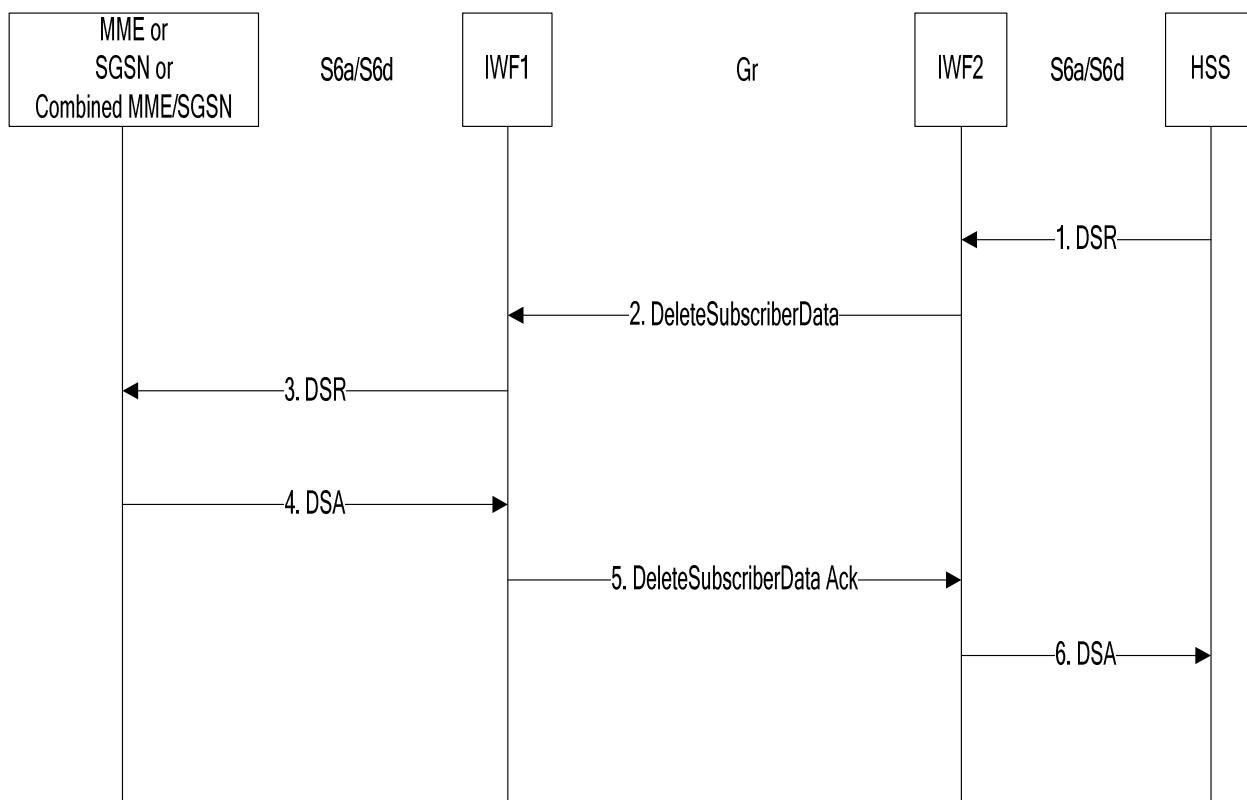 MME or
SGSN or
Combined MME/SGSN
S6a/S6d
IWF1
Gr
IWF2
S6a/S6d
HSS
1. DSR
2. DeleteSubscriberData
3. DSR
4. DSA
5. DeleteSubscriberData Ack
6. DSA